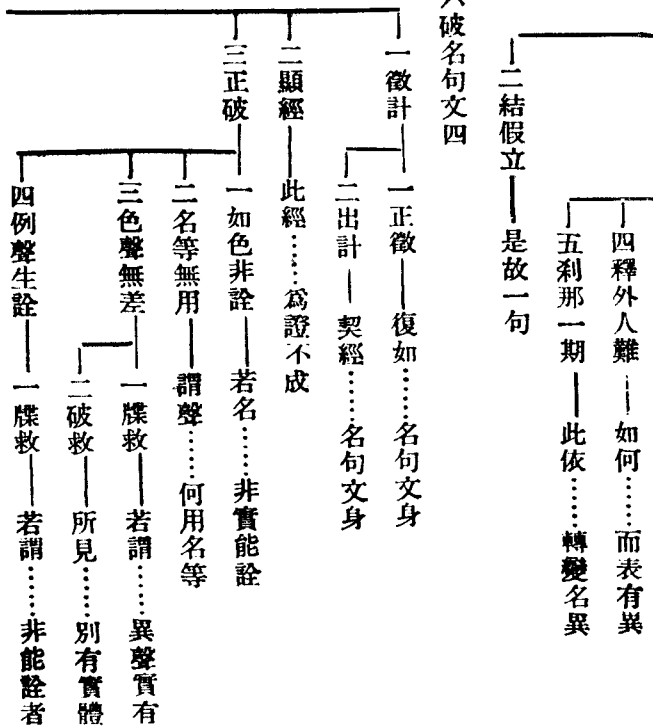 四釋外人難——如何……而表有異
五刹那一期——此依……轉變名異
二結假立——是故一句
六破名句文四
一徵計
一正徵——復如……名句文身
二出計——契經……名句文身
二顯經——此經……爲證不成
三正破
一如色非詮——若名……非實能詮
二名等無用——謂聲……何用名等
三色聲無差
一牒救——若謂……異聲實有
二破救——所見……別有實體
四例聲生詮
一牒救——若謂……非能詮者